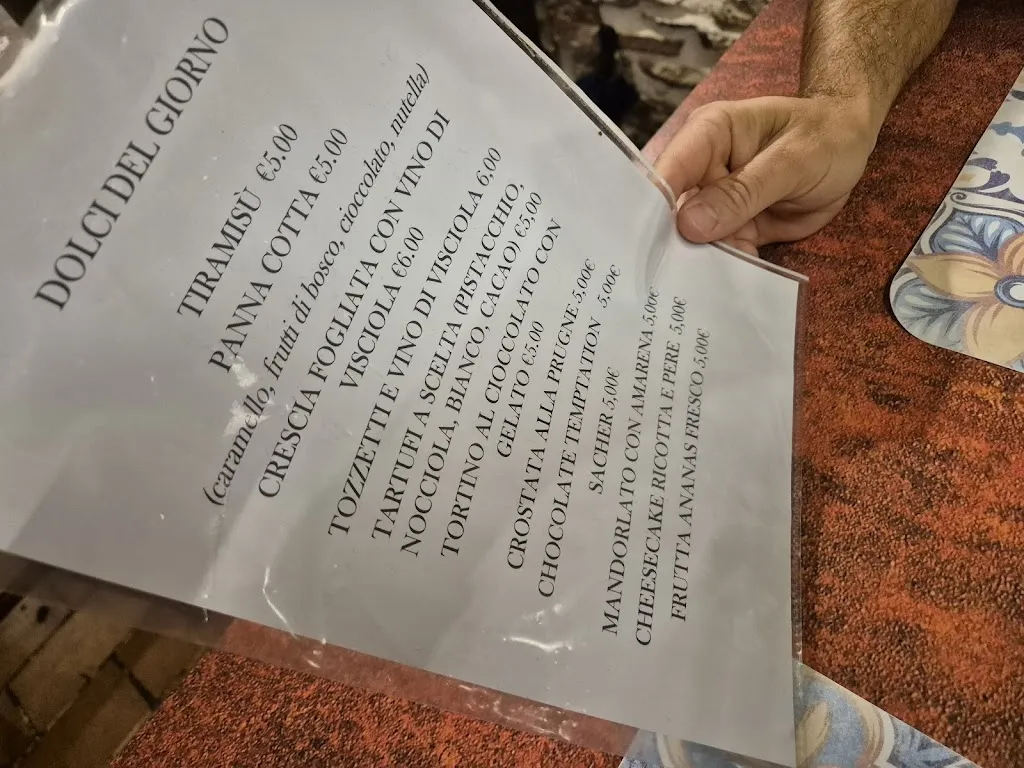 DOLCI DEL GIORNO
TIRAMISÙ €5.00
PANNA COTTA €5.00
(caramello, frutti di bosco, cioccolato, nutella)
CRESCIA FOGLIATA CON VINO DI
VISCIOLA €6.00
TOZZETTI E VINO DI VISCIOLA 6.00
TARTUFI A SCELTA (PISTACCHIO,
NOCCIOLA, BIANCO, CACAO) €5,00
TORTINO AL CIOCCOLATO CON
GELATO €5.00
CROSTATA ALLA PRUGNE 5,00€
CHOCOLATE TEMPTATION 5,00€
SACHER 5,00€
MANDORLATO CON AMARENA 5,00€
CHEESECAKE RICOTTA E PERE 5,00€
FRUTTA ANANAS FRESCO 5,00€